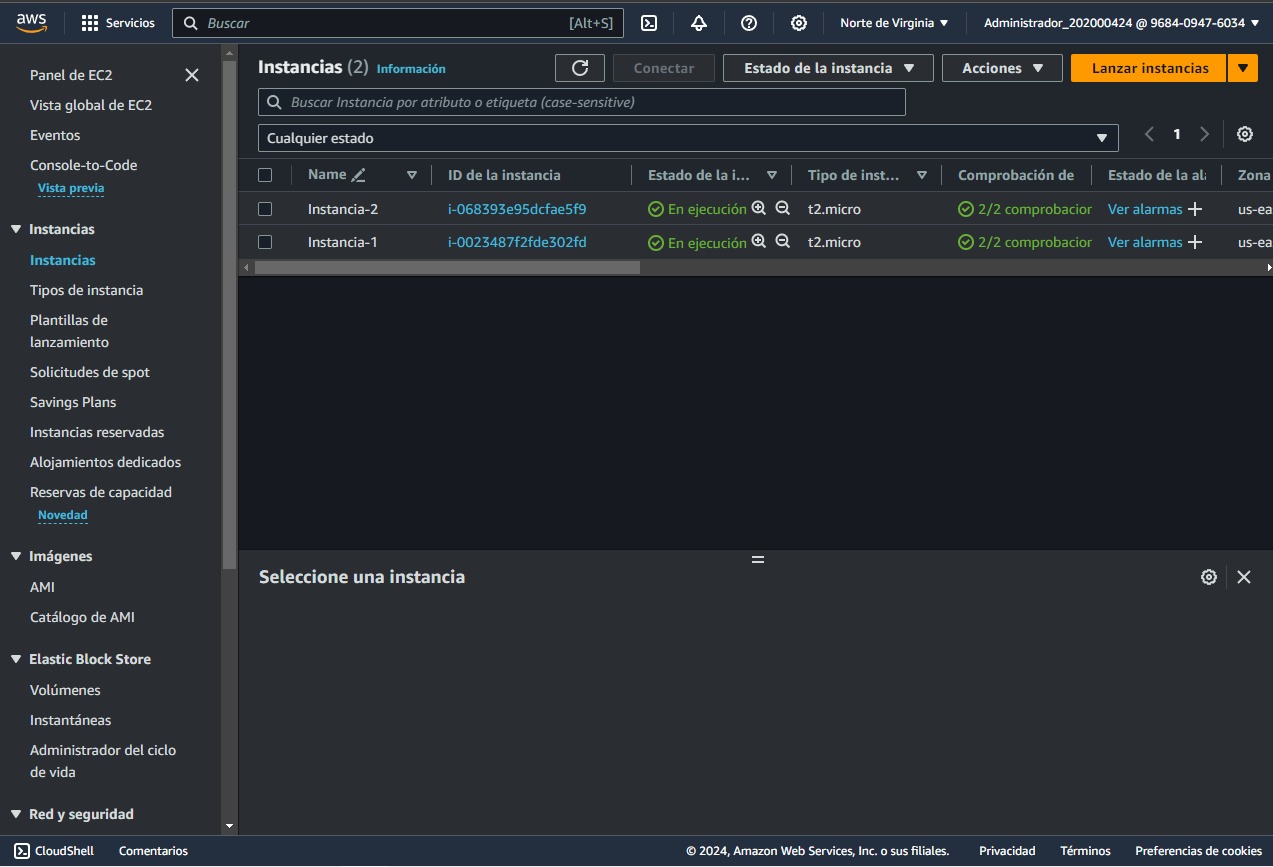 aws Servicios Buscar [Alt+S] Norte de Virginia Administrador_202000424 @ 9684-0947-6034
Panel de EC2
Vista global de EC2
Eventos
Console-to-Code
Vista previa
Instancias
Instancias
Tipos de instancia
Plantillas de
lanzamiento
Solicitudes de spot
Savings Plans
Instancias reservadas
Alojamientos dedicados
Reservas de capacidad
Novedad
Imágenes
AMI
Catálogo de AMI
Elastic Block Store
Volúmenes
Instantáneas
Administrador del ciclo
de vida
Red y seguridad
Instancias (2) Información Conectar Estado de la instancia Acciones Lanzar instancias
Buscar Instancia por atributo o etiqueta (case-sensitive)
Cualquier estado 1
Name ID de la instancia Estado de la i... Tipo de inst... Comprobación de Estado de la ala Zona
Instancia-2 i-068393e95dcfae5f9 En ejecución t2.micro 2/2 comprobacior Ver alarmas us-ea
Instancia-1 i-0023487f2fde302fd En ejecución t2.micro 2/2 comprobacior Ver alarmas us-ea
Seleccione una instancia
CloudShell Comentarios © 2024, Amazon Web Services, Inc. o sus filiales. Privacidad Términos Preferencias de cookies